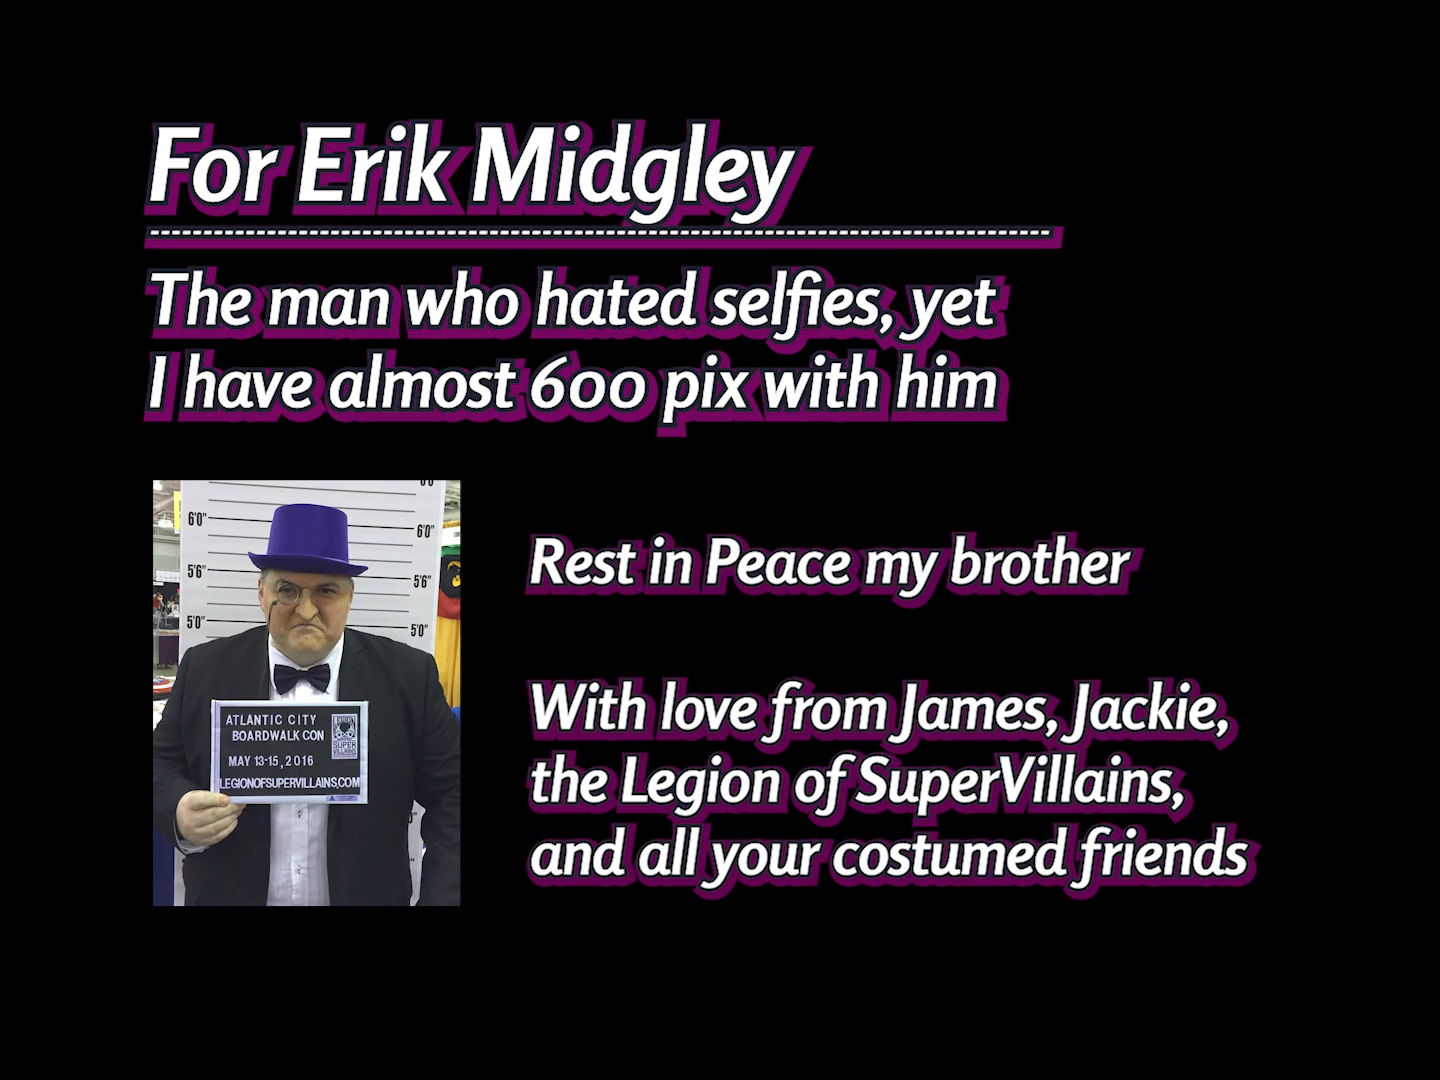 For Erik Midgley
The man who hated selfies, yet
I have almost 600 pix with him
6'0"
6'0"
5'6"
5'6"
5'0"
5'0"
ATLANTIC CITY
BOARDWALK CON
MAY 13-15, 2016
SUPER
VILLAINS
LEGIONOFSUPERVILLAINS.COM
Rest in Peace my brother
With love from James, Jackie,
the Legion of SuperVillains,
and all your costumed friends